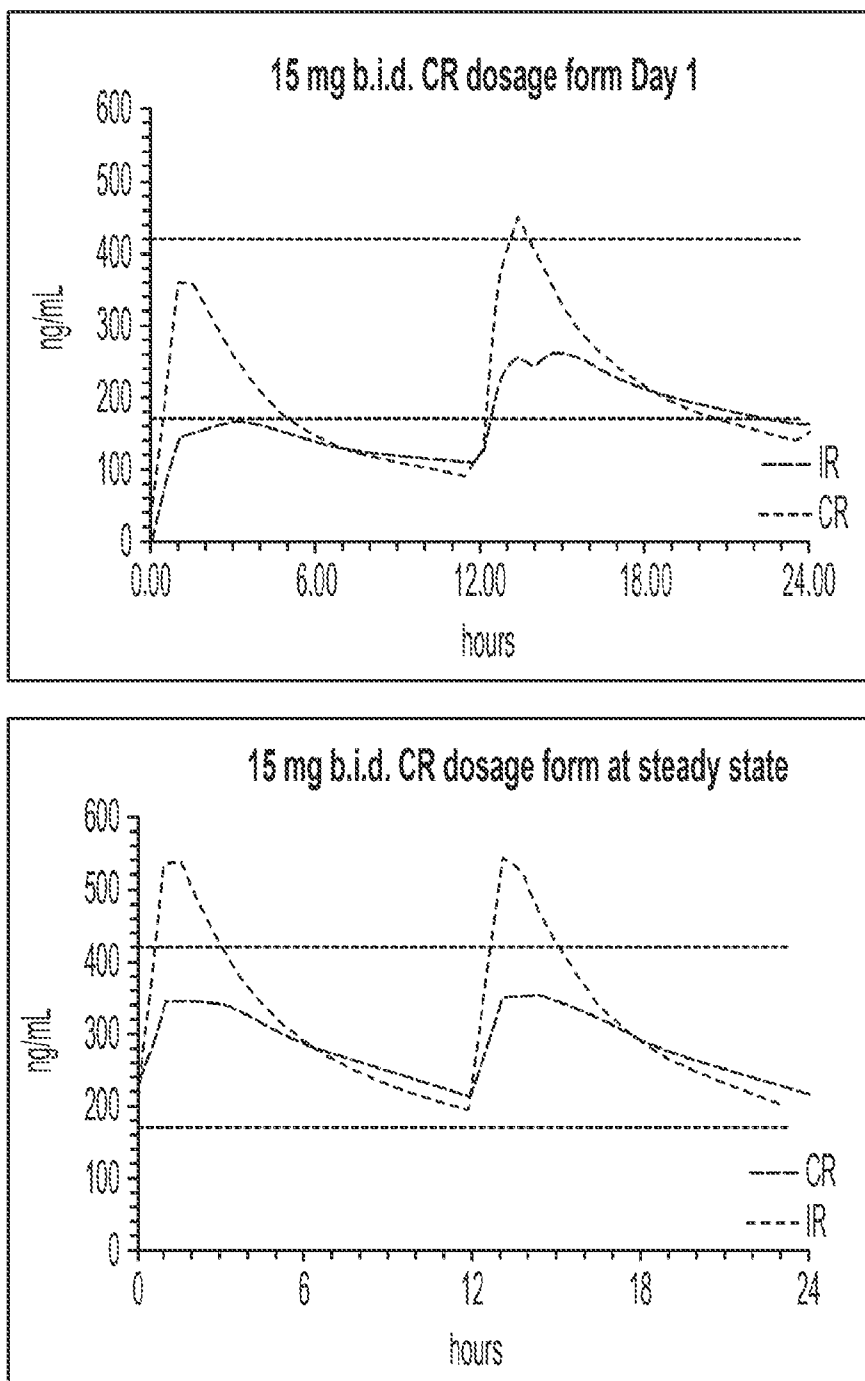 15 mg b.i.d. CR dosage form Day 1
600
500
400
300
200
100
0
ng/mL
IR
CR
0.00 6.00 12.00 18.00 24.00
hours
15 mg b.i.d. CR dosage form at steady state
600
500
400
300
200
100
0
ng/mL
CR
IR
0 6 12 24
hours